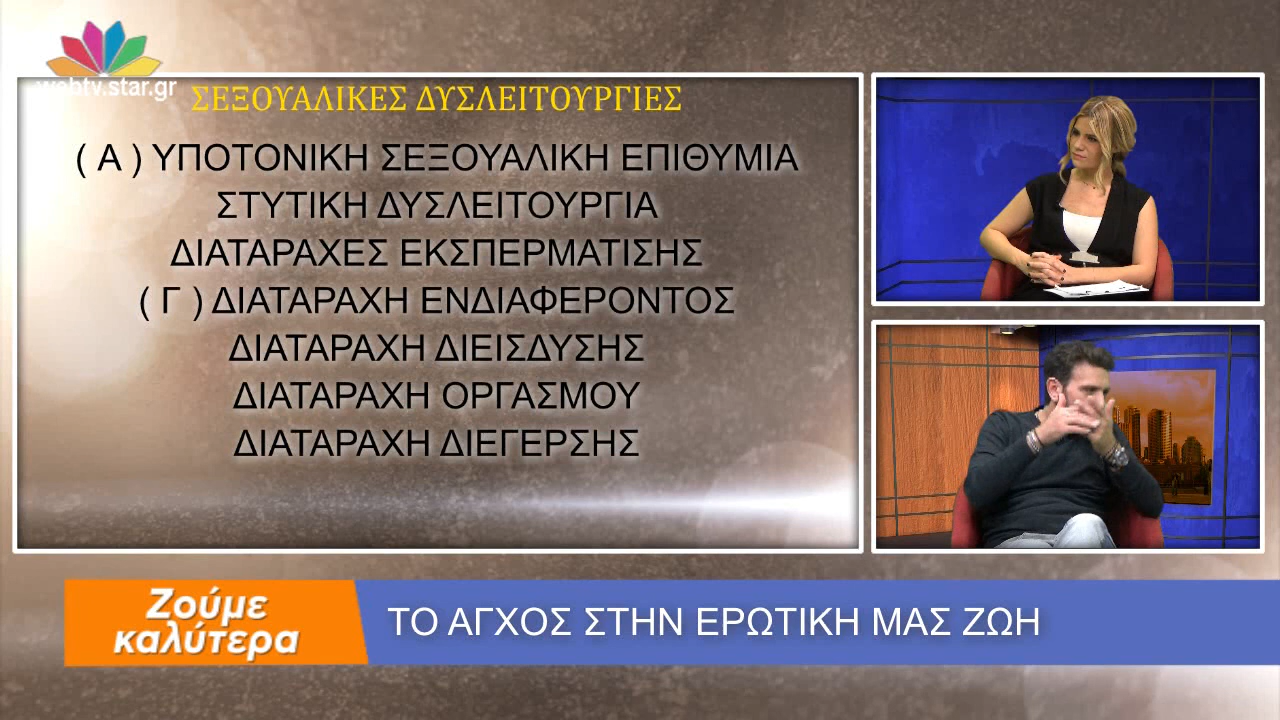 webtv.star.gr
ΣΕΞΟΥΑΛΙΚΕΣ ΔΥΣΛΕΙΤΟΥΡΓΙΕΣ
( Α ) ΥΠΟΤΟΝΙΚΗ ΣΕΞΟΥΑΛΙΚΗ ΕΠΙΘΥΜΙΑ
ΣΤΥΤΙΚΗ ΔΥΣΛΕΙΤΟΥΡΓΙΑ
ΔΙΑΤΑΡΑΧΕΣ ΕΚΣΠΕΡΜΑΤΙΣΗΣ
( Γ ) ΔΙΑΤΑΡΑΧΗ ΕΝΔΙΑΦΕΡΟΝΤΟΣ
ΔΙΑΤΑΡΑΧΗ ΔΙΕΙΣΔΥΣΗΣ
ΔΙΑΤΑΡΑΧΗ ΟΡΓΑΣΜΟΥ
ΔΙΑΤΑΡΑΧΗ ΔΙΕΓΕΡΣΗΣ
Ζούμε
καλύτερα
ΤΟ ΑΓΧΟΣ ΣΤΗΝ ΕΡΩΤΙΚΗ ΜΑΣ ΖΩΗ